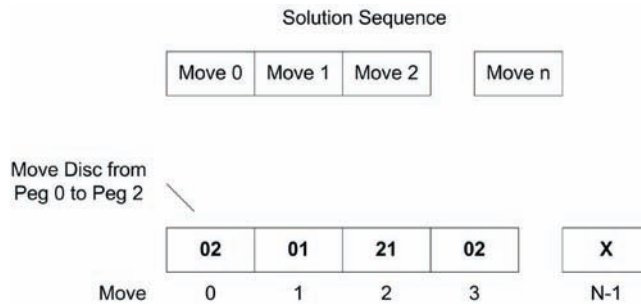 Solution Sequence
Move 0 Move 1 Move 2 Move n
Move Disc from
Peg 0 to Peg 2
02 01 21 02 X
Move 0 1 2 3 N-1